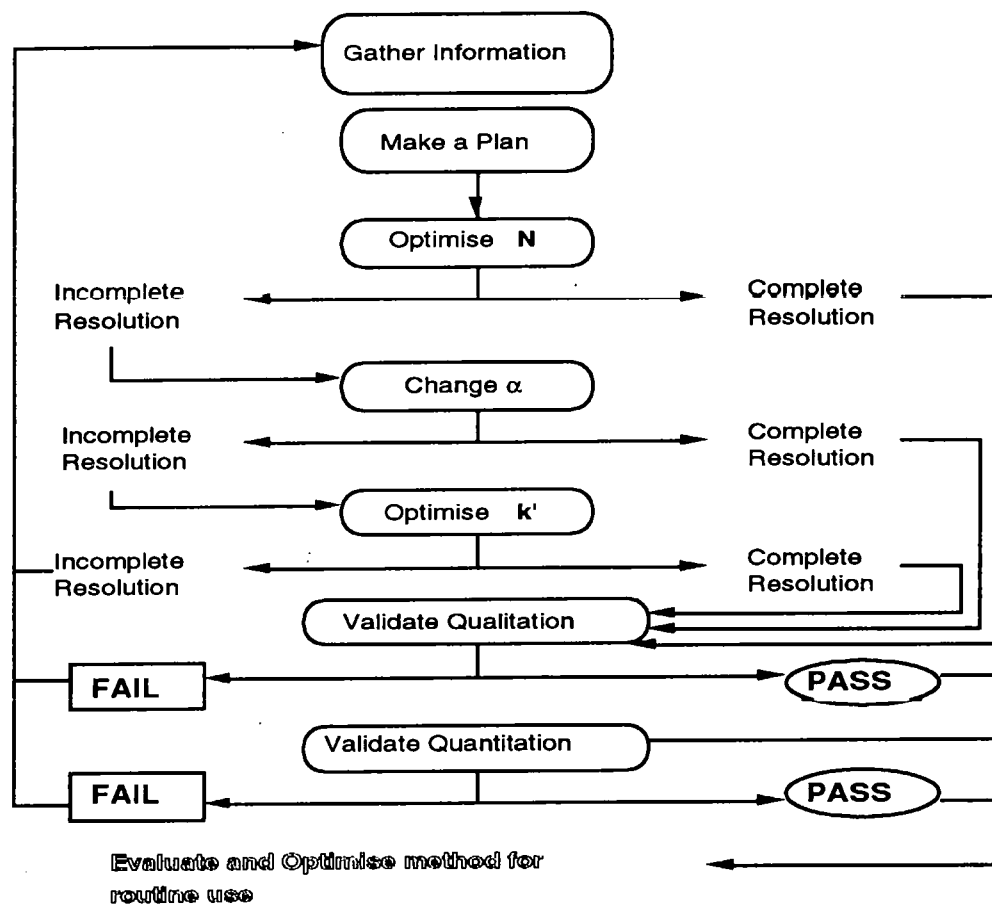 Gather Information
Make a Plan
Optimise N
Incomplete
Resolution
Complete
Resolution
Change α
Incomplete
Resolution
Complete
Resolution
Optimise k'
Incomplete
Resolution
Complete
Resolution
Validate Qualitation
FAIL
PASS
Validate Quantitation
FAIL
PASS
Evaluate and Optimise method for
routine use